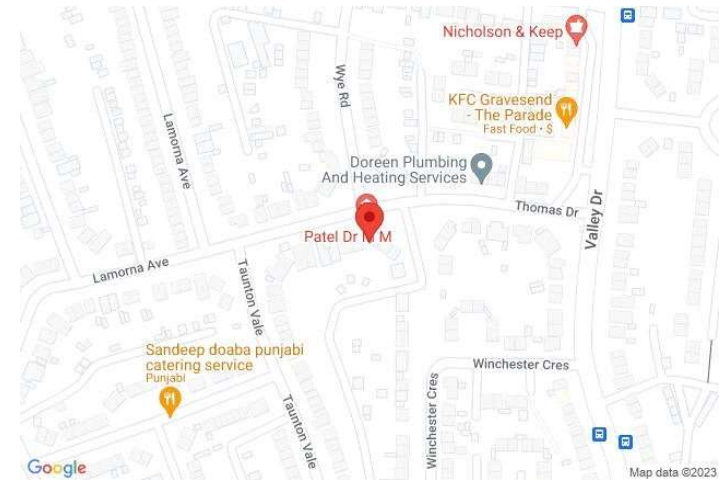 Nicholson & Keep
Wye Rd
KFC Gravesend
- The Parade
Fast Food · $
Lamorna Ave
Doreen Plumbing
And Heating Services
Thomas Dr
Valley Dr
Patel Dr M
Lamorna Ave
Taunton Vale
Sandeep doaba punjabi
catering service
Punjabi
Winchester Cres
Winchester Cres
Taunton Vale
Google
Map data ©2023